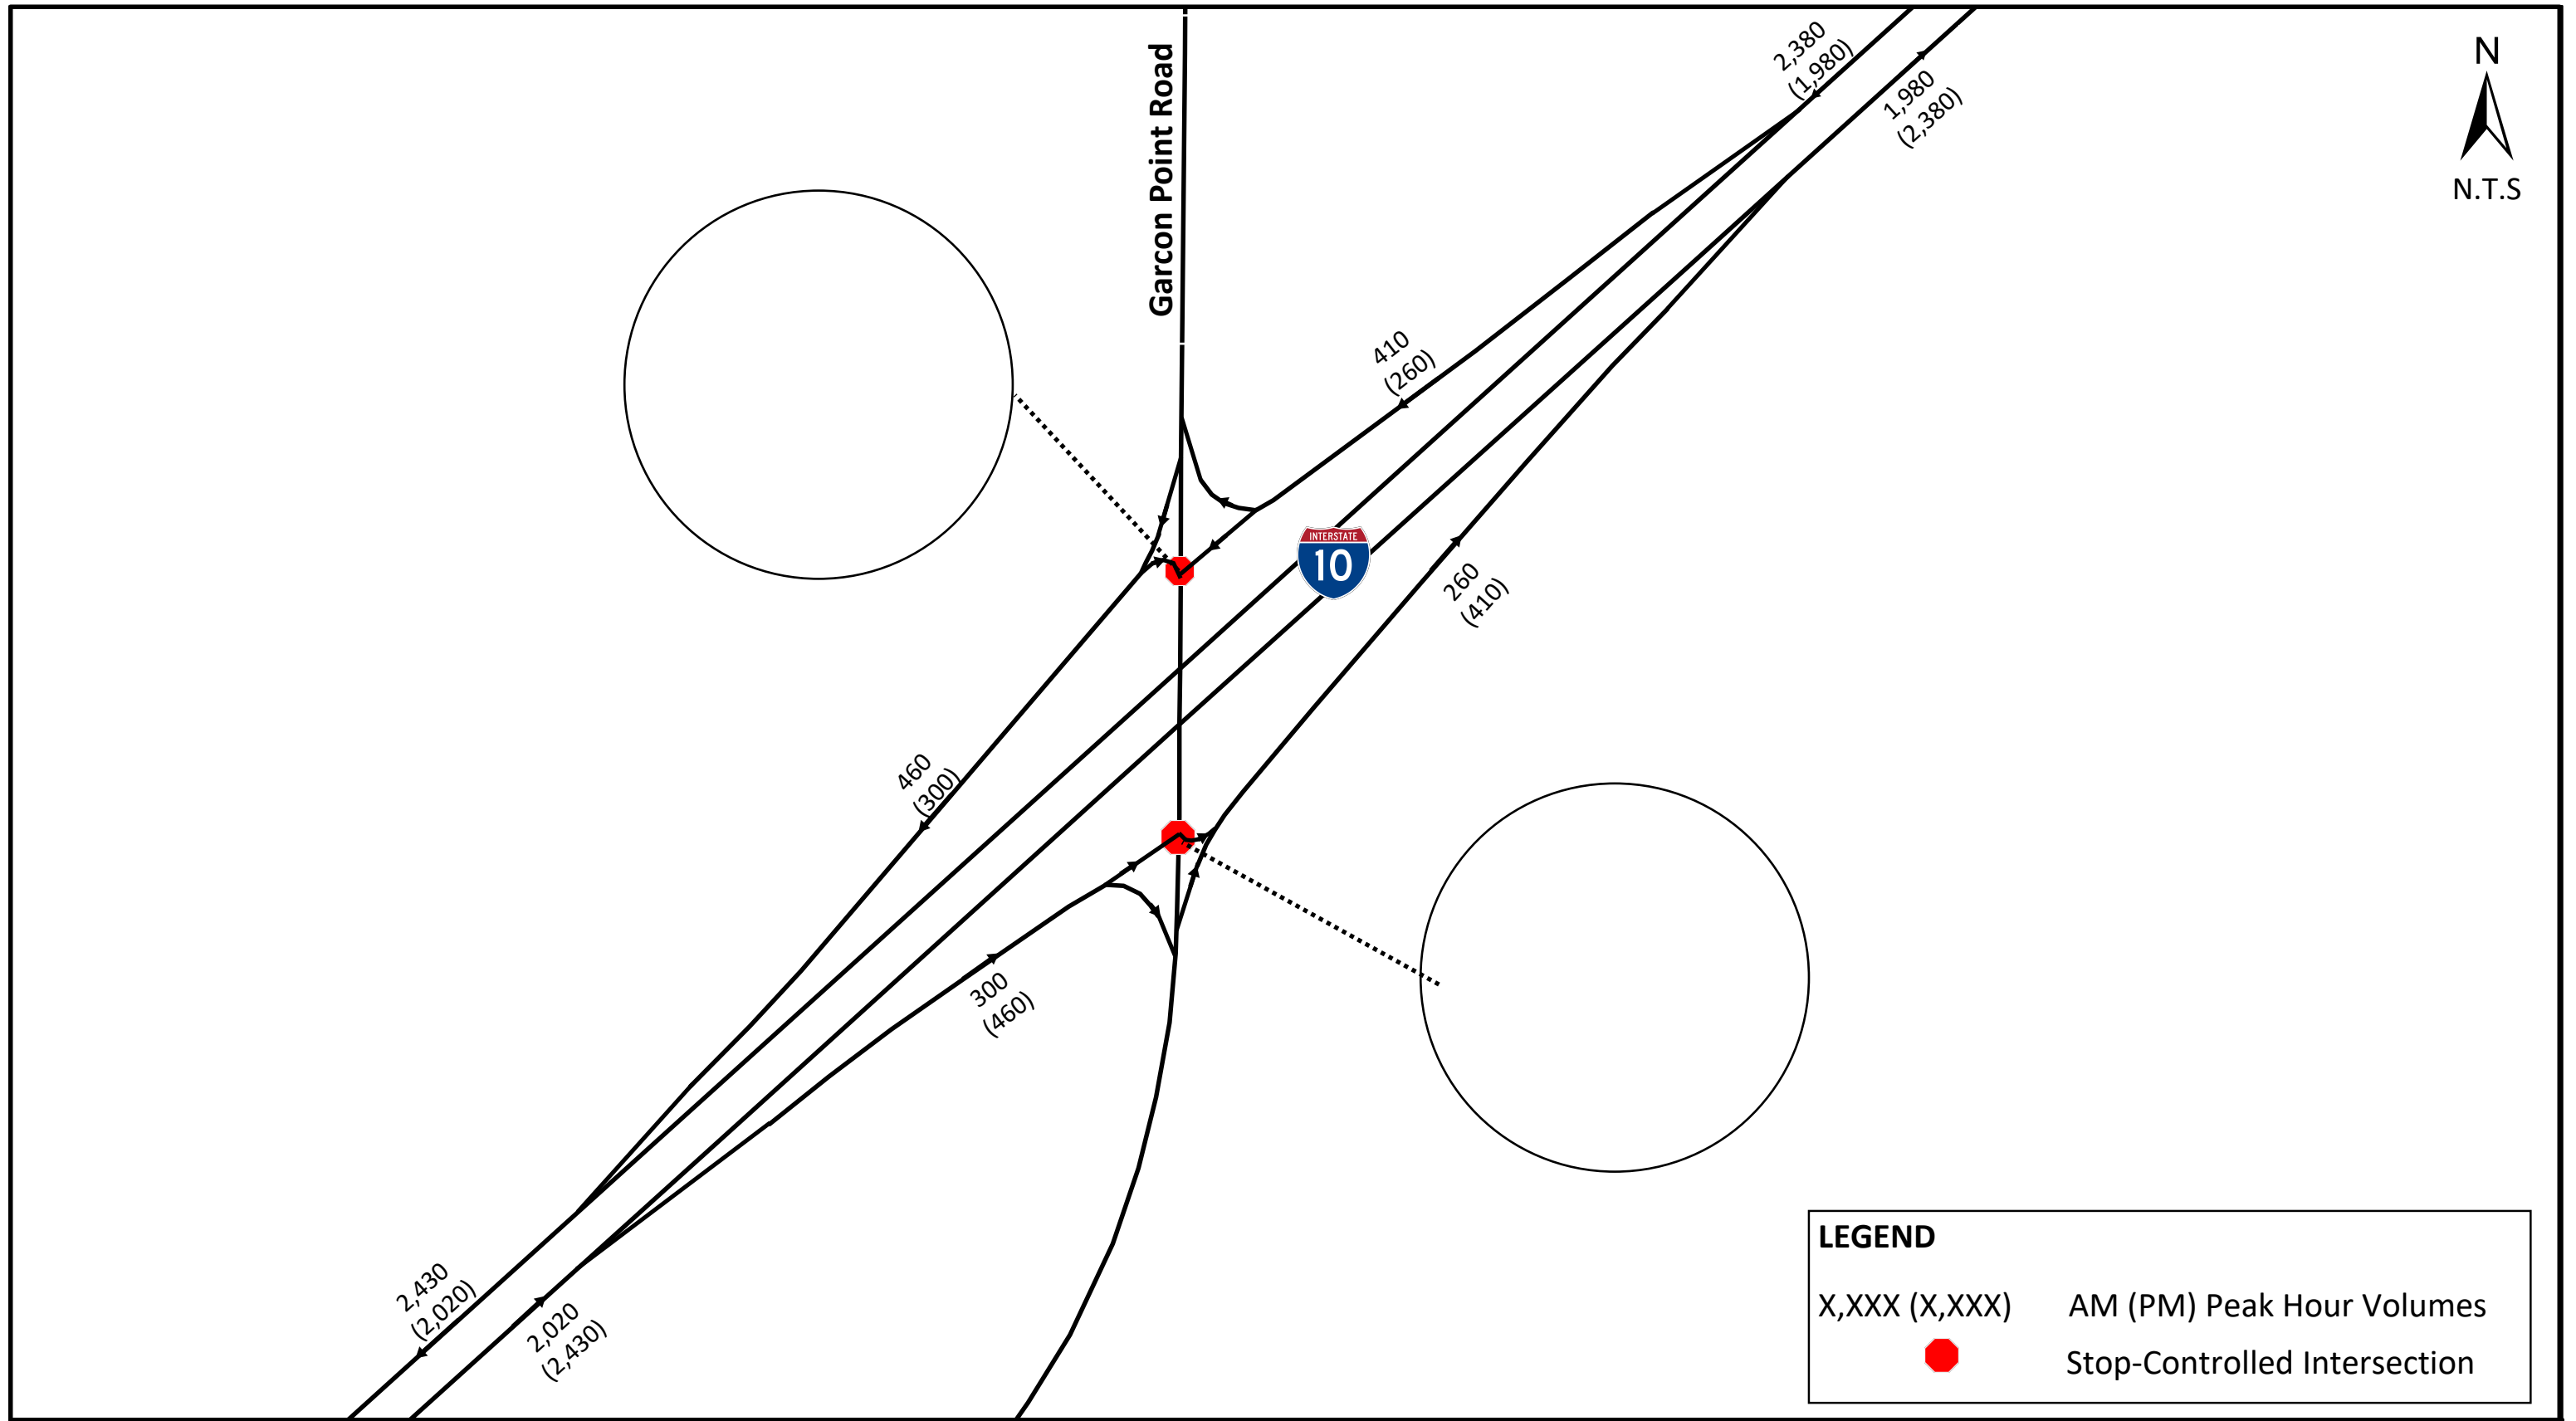 Garcon Point Road
2,380
(1,980)
1,980
(2,380)
N
N.T.S
410
(260)
INTERSTATE
10
260
(410)
460
(300)
300
(460)
2,430
(2,020)
2,020
(2,430)
LEGEND
X,XXX (X,XXX) AM (PM) Peak Hour Volumes
Stop-Controlled Intersection